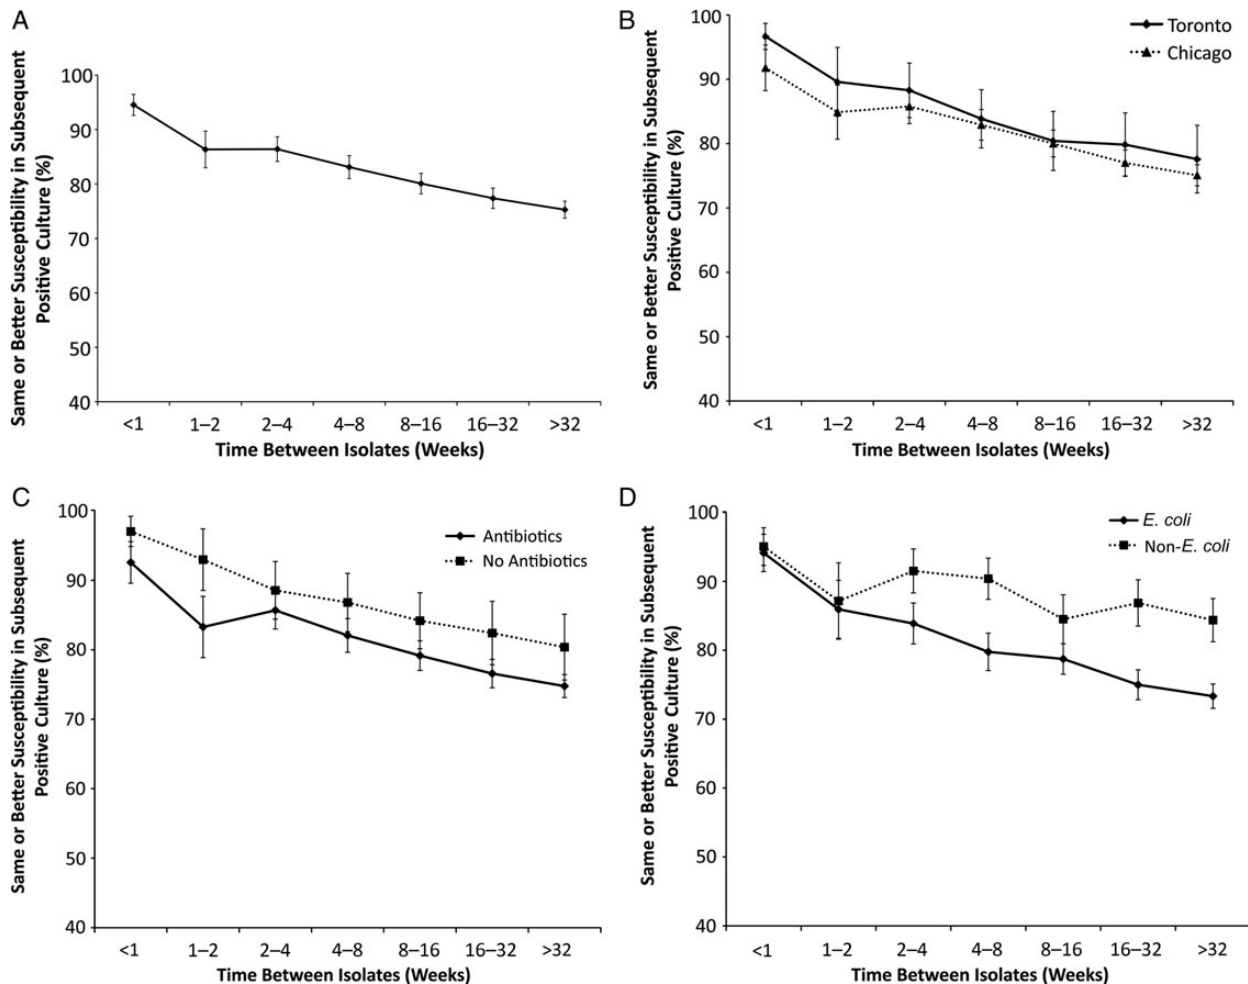 A
Same or Better Susceptibility in Subsequent
Positive Culture (%)
100
90
80
70
60
50
40
<1
1–2
2–4
4–8
8–16
16–32
>32
Time Between Isolates (Weeks)
B
Toronto
Chicago
Same or Better Susceptibility in Subsequent
Positive Culture (%)
100
90
80
70
60
50
40
<1
1–2
2–4
4–8
8–16
16–32
>32
Time Between Isolates (Weeks)
C
Antibiotics
No Antibiotics
Same or Better Susceptibility in Subsequent
Positive Culture (%)
100
90
80
70
60
50
40
<1
1–2
2–4
4–8
8–16
16–32
>32
Time Between Isolates (Weeks)
D
E. coli
Non-E. coli
Same or Better Susceptibility in Subsequent
Positive Culture (%)
100
90
80
70
60
50
40
<1
1–2
2–4
4–8
8–16
16–32
>32
Time Between Isolates (Weeks)